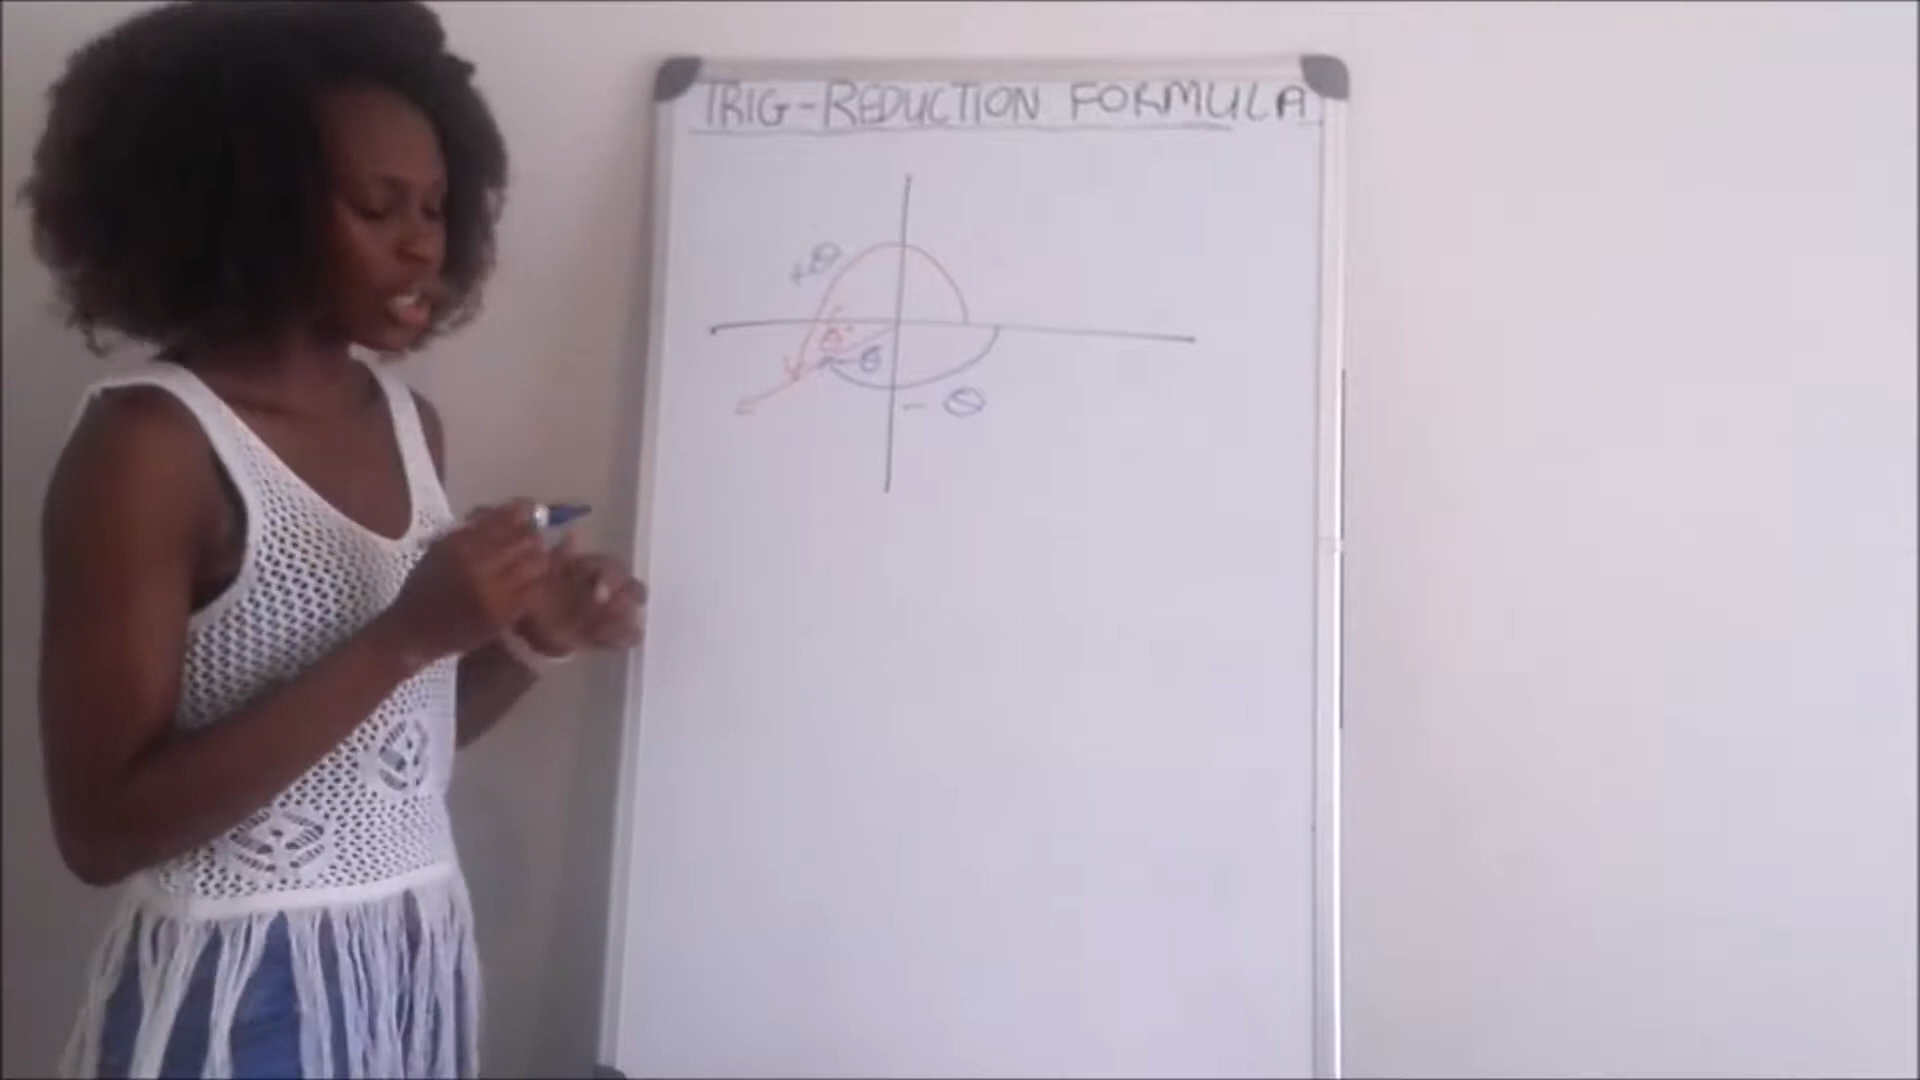 TRIG-REDUCTION FORMULA
+θ
-θ
- θ